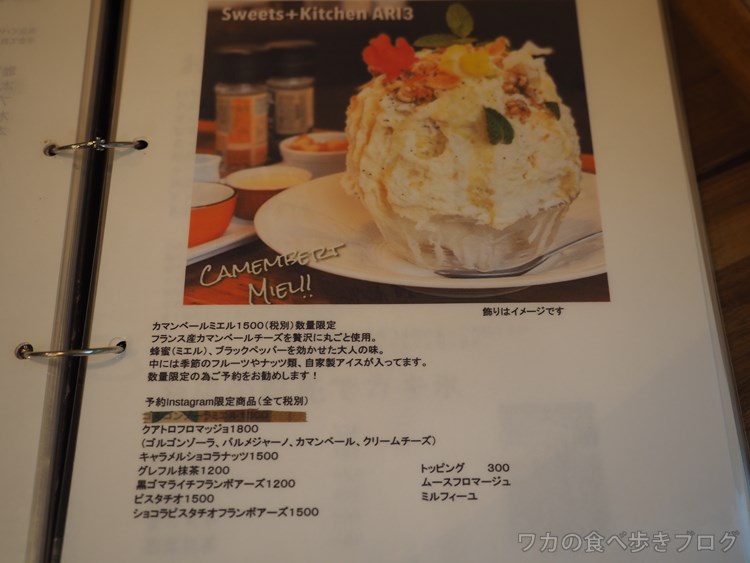 Sweets+Kitchen ARI3
CAMEMBERT
MIEL!!
飾りはイメージです
カマンベールミエル1500(税別)数量限定
フランス産カマンベールチーズを贅沢に丸ごと使用。
蜂蜜(ミエル)、ブラックペッパーを効かせた大人の味。
中には季節のフルーツやナッツ類、自家製アイスが入ってます。
数量限定の為ご予約をお勧めします!
予約Instagram限定商品(全て税別)
クアトロフロマッジョ1800
(ゴルゴンゾーラ、パルメジャーノ、カマンベール、クリームチーズ)
キャラメルショコラナッツ1500
グレフル抹茶1200
黒ゴマライチフランボアーズ1200
ピスタチオ1500
ショコラピスタチオフランボアーズ1500
トッピング 300
ムースフロマージュ
ミルフィーユ
ワカの食べ歩きブログ